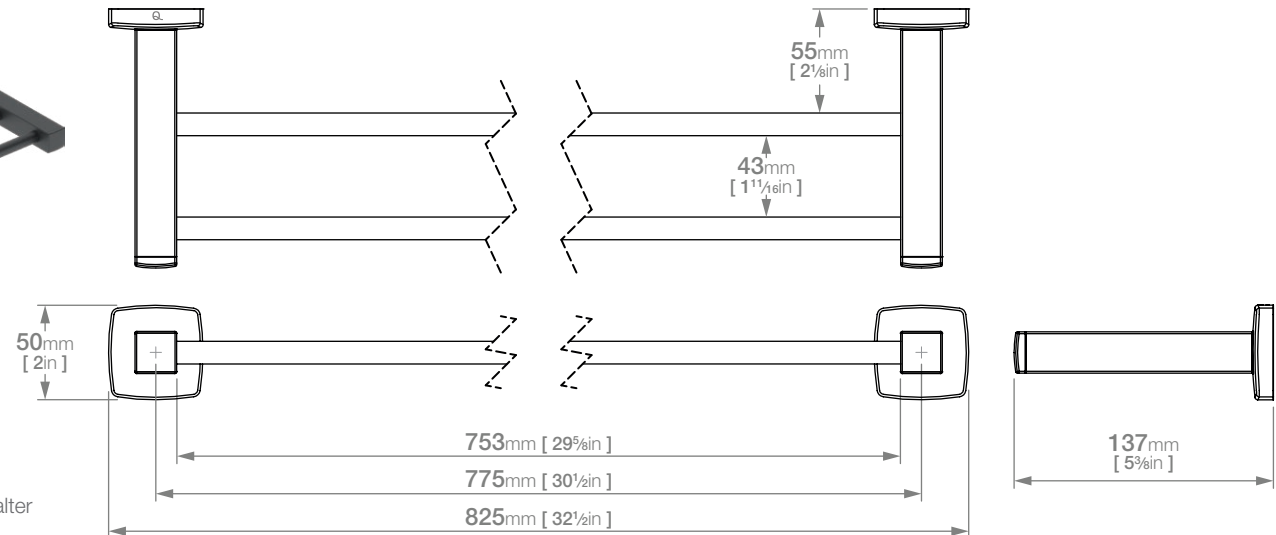 55mm
[ 2⅛in ]
43mm
[ 1¹¹⁄₁₆in ]
50mm
[ 2in ]
753mm [ 29⅝in ]
775mm [ 30½in ]
825mm [ 32½in ]
137mm
[ 5⅜in ]
alter